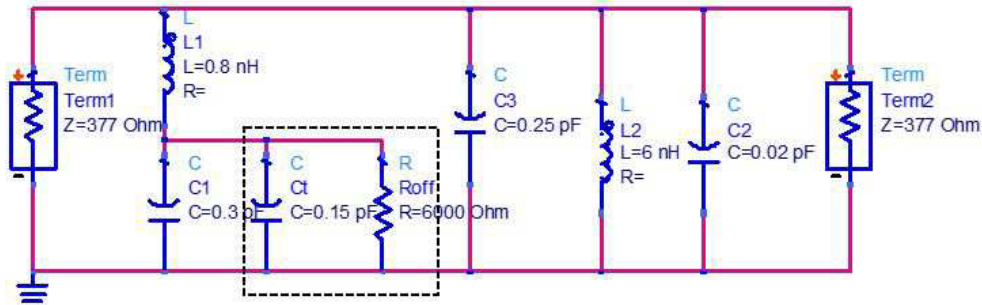 Term
Term1
Z=377 Ohm
L
L1
L=0.8 nH
R=
C
C1
C=0.3 pF
C
Ct
C=0.15 pF
R
Roff
R=6000 Ohm
C
C3
C=0.25 pF
L
L2
L=6 nH
R=
C
C2
C=0.02 pF
Term
Term2
Z=377 Ohm